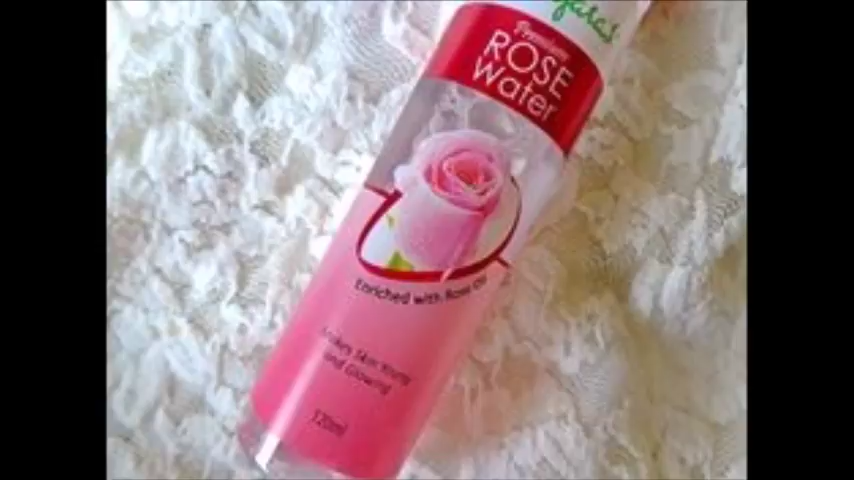 Premium
ROSE
Water
Enriched with Rose Oil
Makes Skin Young
and Glowing
120ml